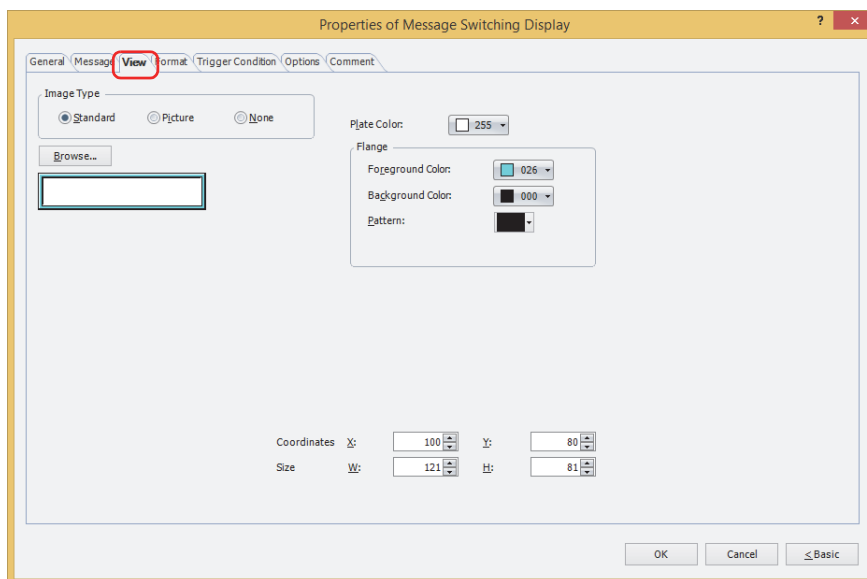 Properties of Message Switching Display
? ×
General Message View Format Trigger Condition Options Comment
Image Type
Standard Picture None
Plate Color: 255
Browse...
Flange
Foreground Color: 026
Background Color: 000
Pattern:
Coordinates X: 100 Y: 80
Size W: 121 H: 81
OK Cancel < Basic